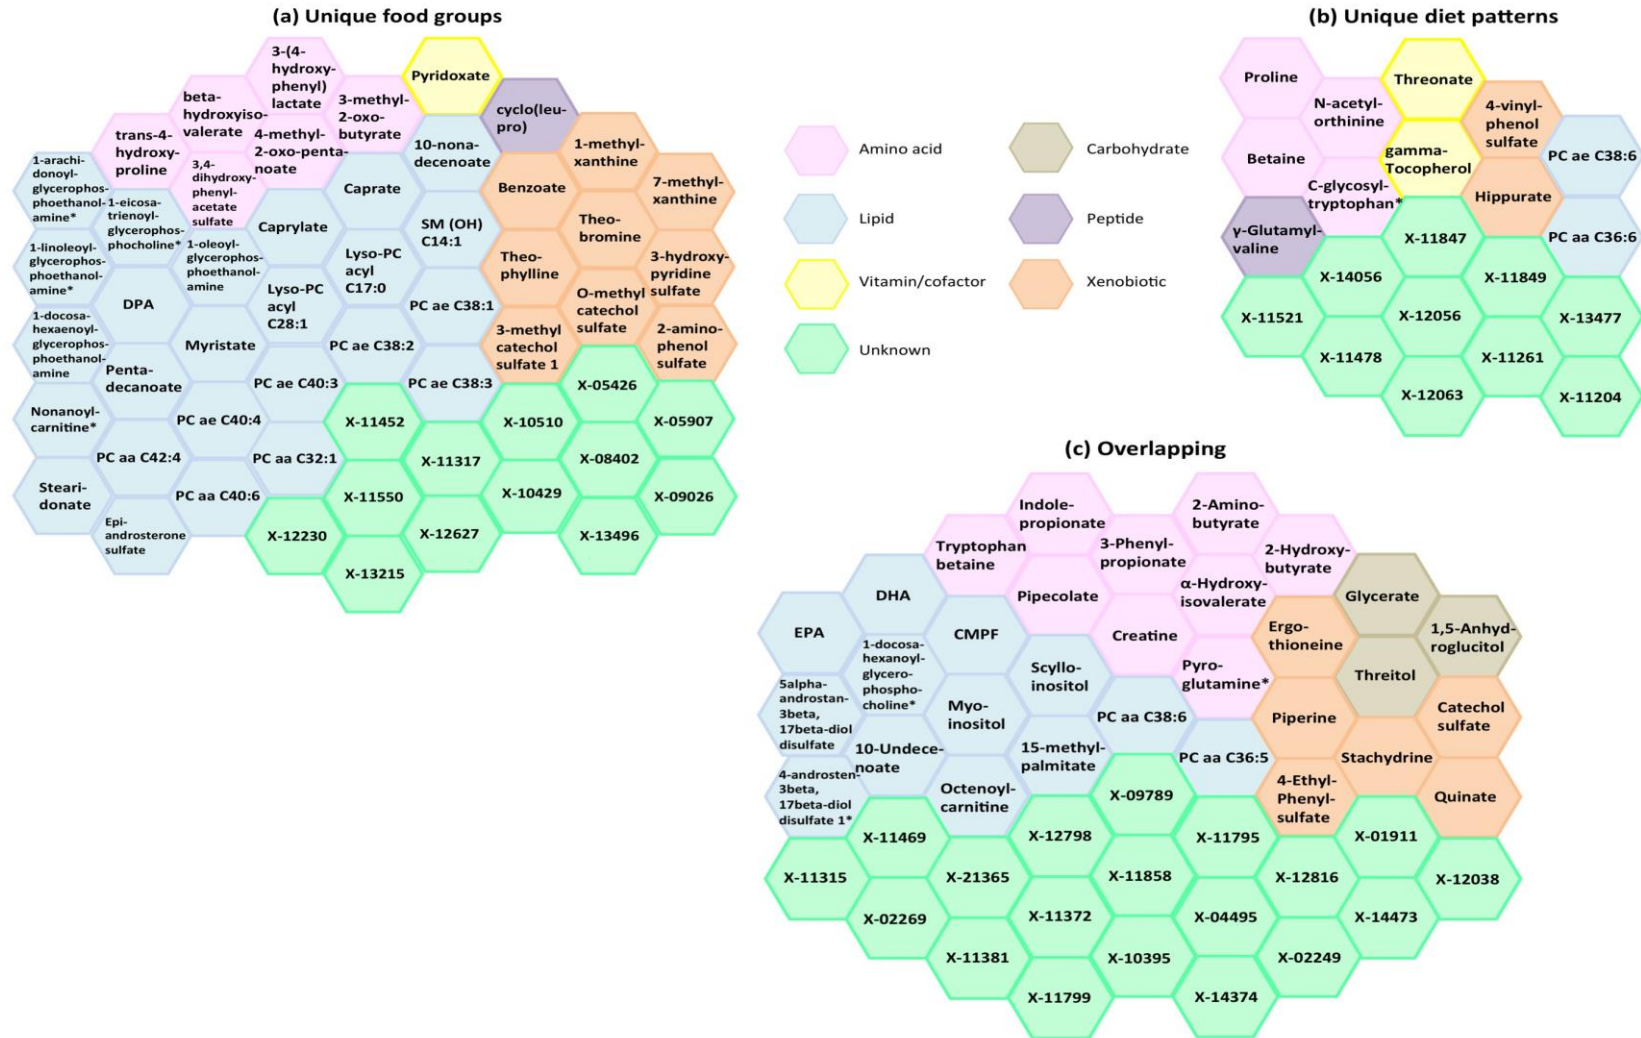 (a) Unique food groups
3-(4-
hydroxy-
phenyl)
lactate
Pyridoxate
beta-
hydroxyiso-
valerate
3-methyl-
2-oxo-
butyrate
cyclo(leu-
pro)
trans-4-
hydroxy-
proline
4-methyl-
2-oxo-penta-
noate
10-nona-
decenoate
1-methyl-
xanthine
1-arachi-
donoyl-
glycerophos-
phoethanol-
amine*
3,4-
dihydroxy-
phenyl-
acetate
sulfate
Caprate
Benzoate
7-methyl-
xanthine
1-eicosa-
trienoyl-
glycerophos-
phocholine*
Caprylate
SM (OH)
C14:1
Theo-
bromine
1-linoleoyl-
glycerophos-
phoethanol-
amine*
1-oleoyl-
glycerophos-
phoethanol-
amine
Lyso-PC
acyl
C17:0
Theo-
phylline
3-hydroxy-
pyridine
sulfate
DPA
Lyso-PC
acyl
C28:1
PC ae C38:1
O-methyl
catechol
sulfate
1-docosa-
hexaenoyl-
glycerophos-
phoethanol-
amine
Myristate
PC ae C38:2
3-methyl
catechol
sulfate 1
2-amino-
phenol
sulfate
Penta-
decanoate
PC ae C40:3
PC ae C38:3
X-05426
Nonanoyl-
carnitine*
PC ae C40:4
X-11452
X-10510
X-05907
PC aa C42:4
PC aa C32:1
X-11317
X-08402
Steari-
donate
PC aa C40:6
X-11550
X-10429
X-09026
Epi-
androsterone
sulfate
X-12230
X-12627
X-13496
X-13215
Amino acid
Carbohydrate
Lipid
Peptide
Vitamin/cofactor
Xenobiotic
Unknown
(b) Unique diet patterns
Proline
Threonate
N-acetyl-
orthinine
4-vinyl-
phenol
sulfate
Betaine
gamma-
Tocopherol
PC ae C38:6
C-glycosyl-
tryptophan*
Hippurate
γ-Glutamyl-
valine
X-11847
PC aa C36:6
X-14056
X-11849
X-11521
X-12056
X-13477
X-11478
X-11261
X-12063
X-11204
(c) Overlapping
Indole-
propionate
2-Amino-
butyrate
Tryptophan
betaine
3-Phenyl-
propionate
2-Hydroxy-
butyrate
DHA
Pipecolate
α-Hydroxy-
isovalerate
Glycerate
EPA
CMPF
Creatine
Ergo-
thioneine
1,5-Anhyd-
roglucitol
1-docosa-
hexanoyl-
glycero-
phospho-
choline*
Scyllo-
inositol
Pyro-
glutamine*
Threitol
5alpha-
androstan-
3beta,
17beta-diol
disulfate
Myo-
inositol
PC aa C38:6
Piperine
Catechol
sulfate
10-Undece-
noate
15-methyl-
palmitate
PC aa C36:5
Stachydrine
4-androsten-
3beta,
17beta-diol
disulfate 1*
Octenoyl-
carnitine
X-09789
4-Ethyl-
Phenyl-
sulfate
Quinate
X-11469
X-12798
X-11795
X-01911
X-11315
X-21365
X-11858
X-12816
X-12038
X-02269
X-11372
X-04495
X-14473
X-11381
X-10395
X-02249
X-11799
X-14374